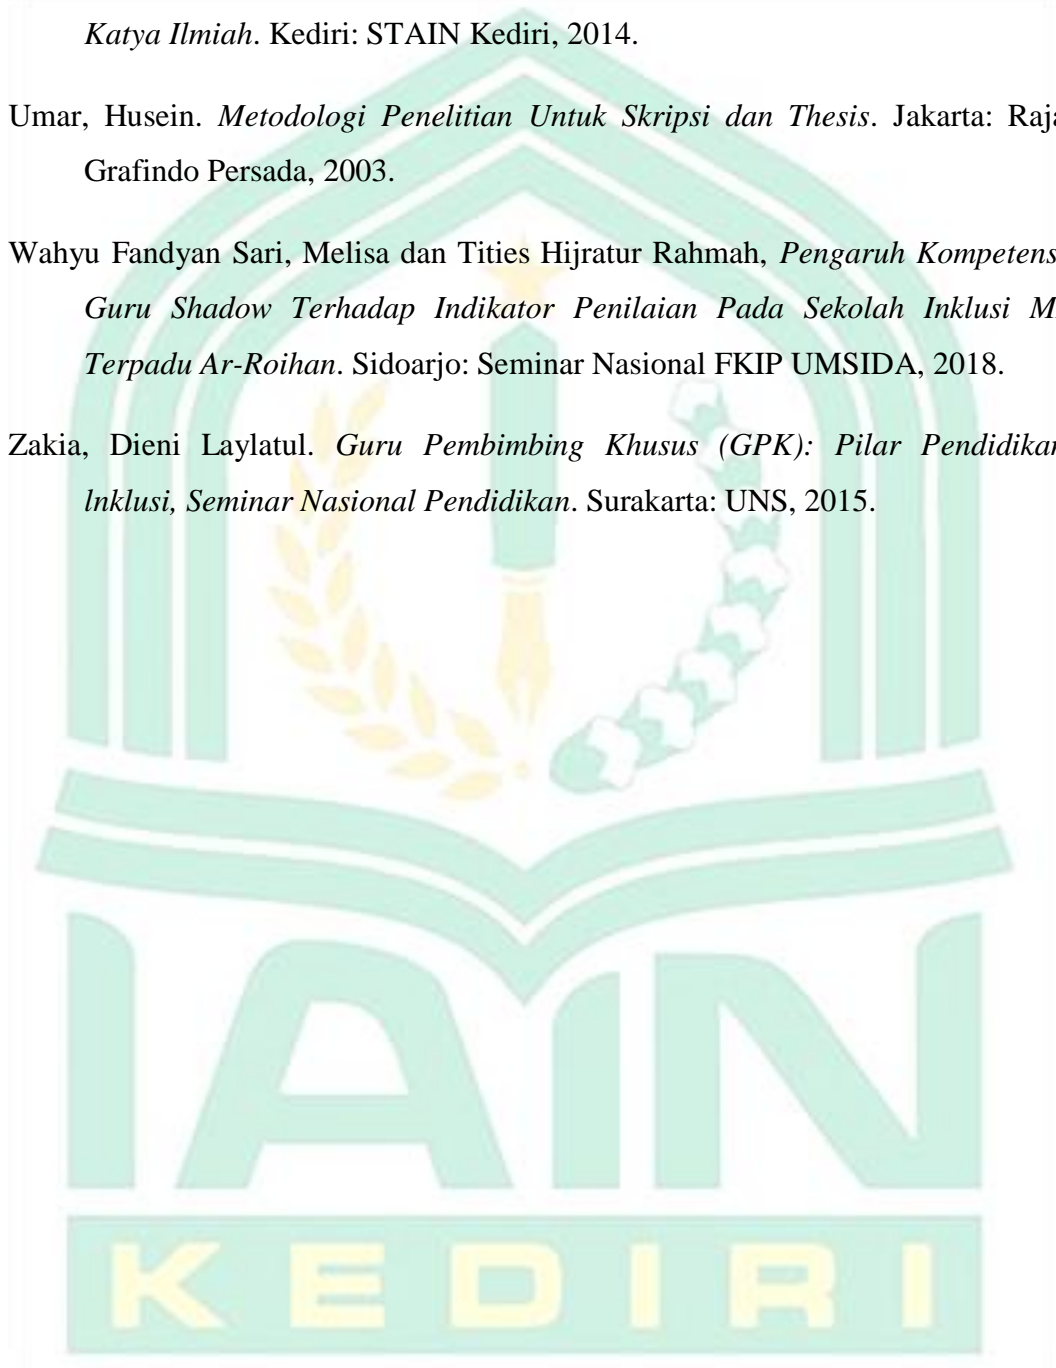 Katya Ilmiah. Kediri: STAIN Kediri, 2014.
Umar, Husein. Metodologi Penelitian Untuk Skripsi dan Thesis. Jakarta: Raja
Grafindo Persada, 2003.
Wahyu Fandyan Sari, Melisa dan Tities Hijratur Rahmah, Pengaruh Kompetens
Guru Shadow Terhadap Indikator Penilaian Pada Sekolah Inklusi M
Terpadu Ar-Roihan. Sidoarjo: Seminar Nasional FKIP UMSIDA, 2018.
Zakia, Dieni Laylatul. Guru Pembimbing Khusus (GPK): Pilar Pendidikan
lnklusi, Seminar Nasional Pendidikan. Surakarta: UNS, 2015.
IAIN
KEDIRI